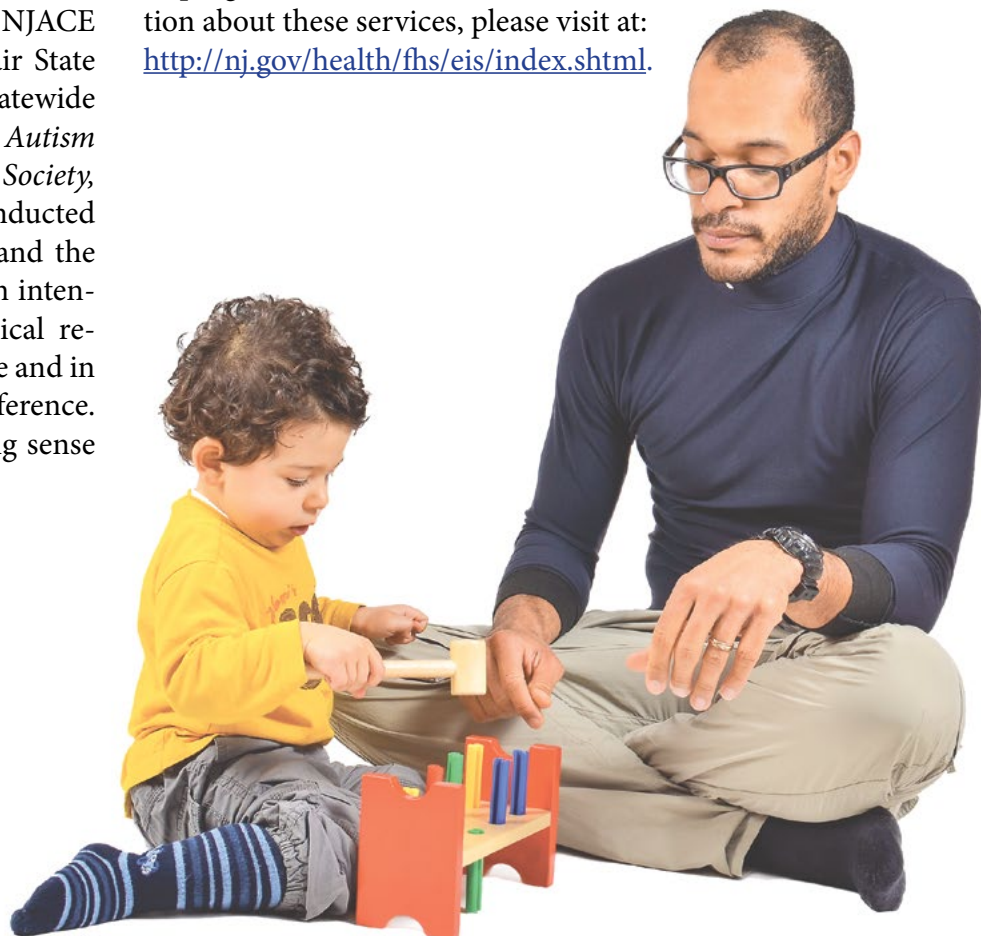 NJACE
ir State
atewide
Autism
Society,
nducted
and the
n inten-
ical re-
e and in
ference.
g sense
tion about these services, please visit at:
http://nj.gov/health/fhs/eis/index.shtml.